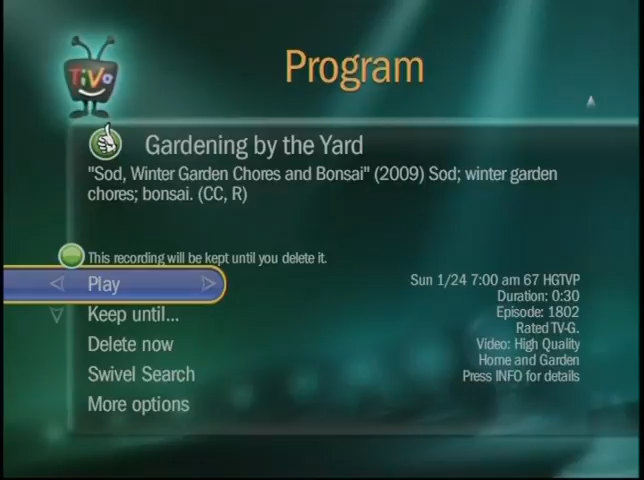 TiVo
Program
Gardening by the Yard
"Sod, Winter Garden Chores and Bonsai" (2009) Sod; winter garden
chores; bonsai. (CC, R)
This recording will be kept until you delete it.
Play
Keep until...
Delete now
Swivel Search
More options
Sun 1/24 7:00 am 67 HGTVP
Duration: 0:30
Episode: 1802
Rated TV-G.
Video: High Quality
Home and Garden
Press INFO for details